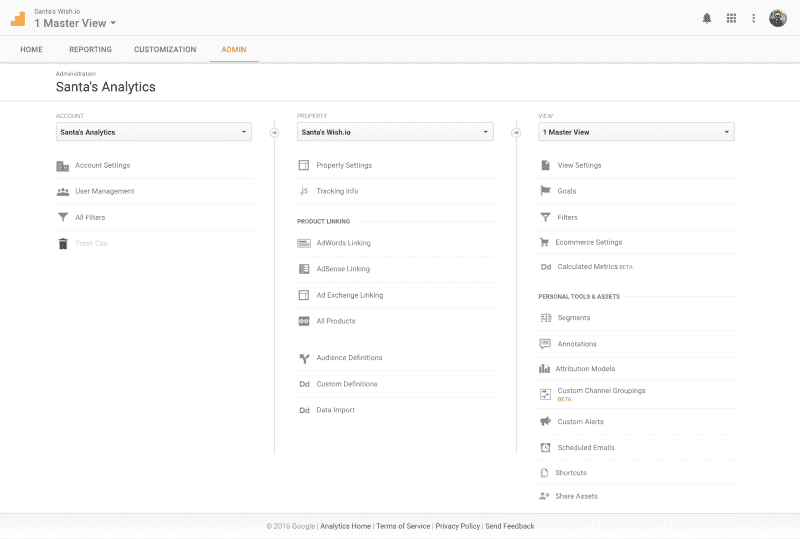 Santa's Wish.io
1 Master View
HOME
REPORTING
CUSTOMIZATION
ADMIN
Administration
Santa's Analytics
ACCOUNT
Santa's Analytics
Account Settings
User Management
All Filters
Trash Can
PROPERTY
Santa's Wish.io
Property Settings
.js Tracking Info
PRODUCT LINKING
AdWords Linking
AdSense Linking
Ad Exchange Linking
All Products
Audience Definitions
Dd Custom Definitions
Dd Data Import
VIEW
1 Master View
View Settings
Goals
Filters
Ecommerce Settings
Dd Calculated Metrics BETA
PERSONAL TOOLS & ASSETS
Segments
Annotations
Attribution Models
Custom Channel Groupings
BETA
Custom Alerts
Scheduled Emails
Shortcuts
Share Assets
© 2016 Google | Analytics Home | Terms of Service | Privacy Policy | Send Feedback